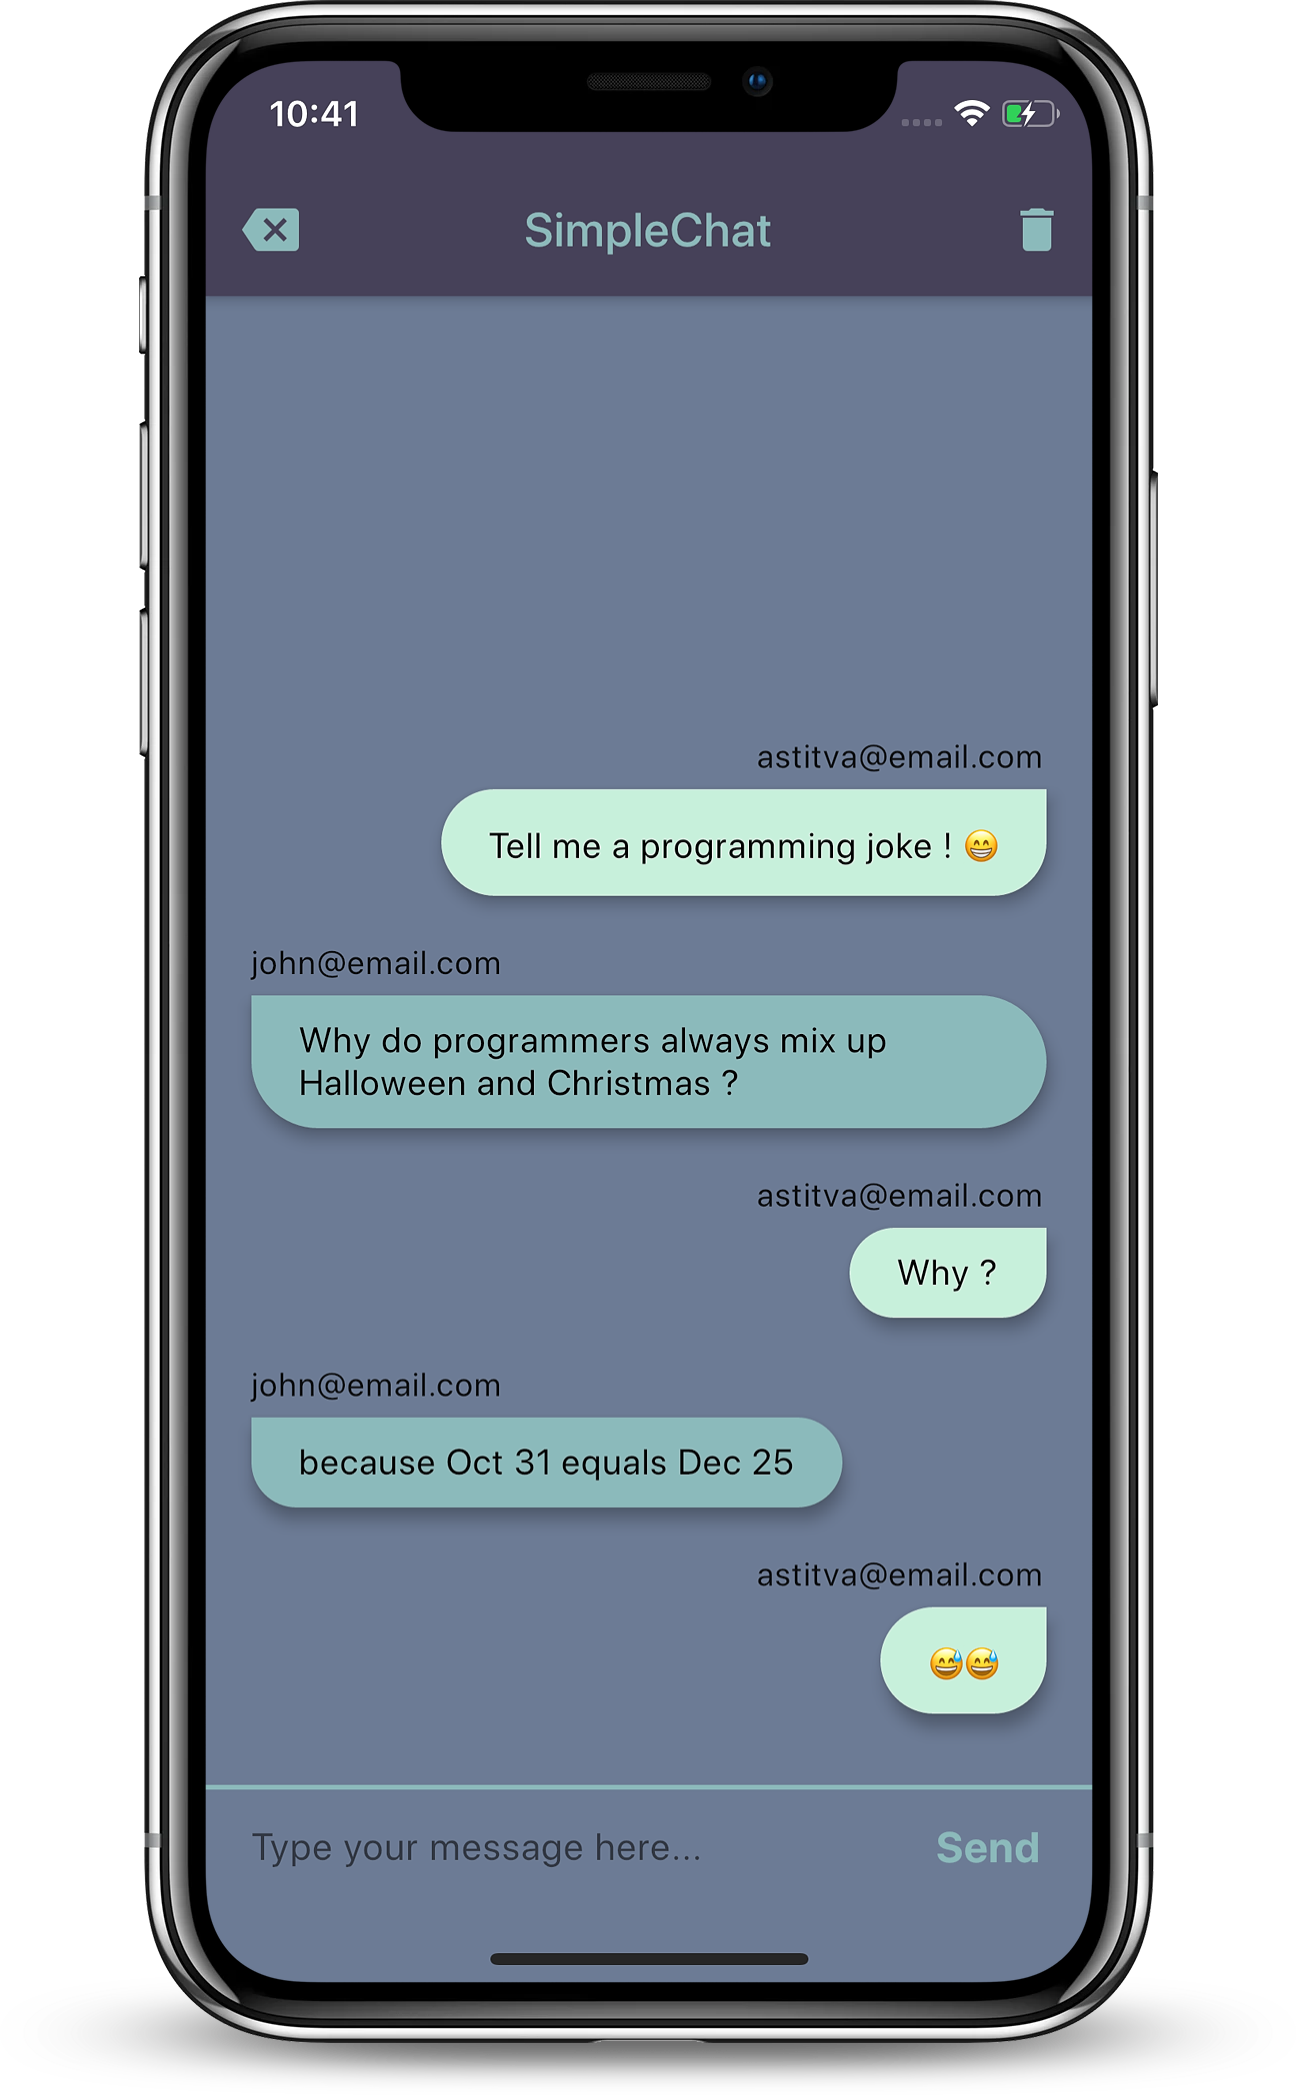 10:41
SimpleChat
astitva@email.com
Tell me a programming joke ! 😁
john@email.com
Why do programmers always mix up
Halloween and Christmas ?
astitva@email.com
Why ?
john@email.com
because Oct 31 equals Dec 25
astitva@email.com
😅😅
Type your message here...
Send